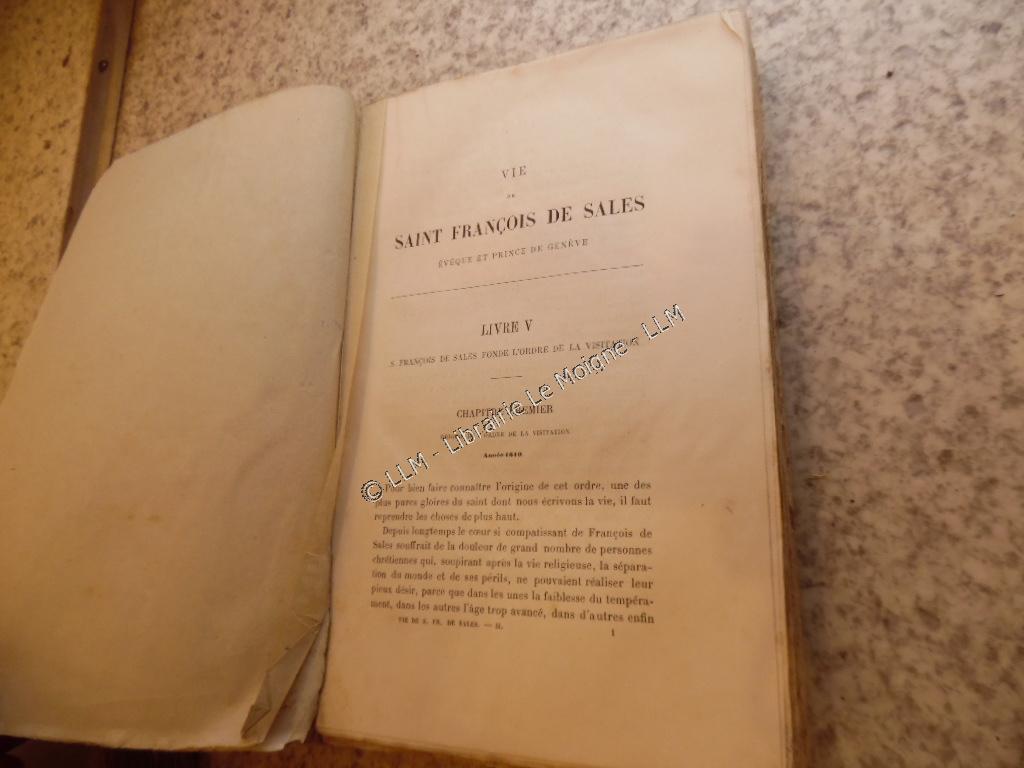 VIE
DE
SAINT FRANÇOIS DE SALES
ÉVÊQUE ET PRINCE DE GENÈVE
LIVRE V
S. FRANÇOIS DE SALES FONDE L'ORDRE DE LA VISITATION
CHAPITRE PREMIER
ORDRE DE LA VISITATION
Année 1610
Pour bien faire connaître l'origine de cet ordre, une des
plus pures gloires du saint dont nous écrivons la vie, il faut
reprendre les choses de plus haut.
Depuis longtemps le cœur si compatissant de François de
Sales souffrait de la douleur de grand nombre de personnes
chrétiennes qui, soupirant après la vie religieuse, la sépara-
tion du monde et de ses périls, ne pouvaient réaliser leur
pieux désir, parce que dans les unes la faiblesse du tempéra-
ment, dans les autres l'âge trop avancé, dans d'autres enfin
VIE DE S. FR. DE SALES. — II. 1
© LLM - Librairie Le Moigne - LLM